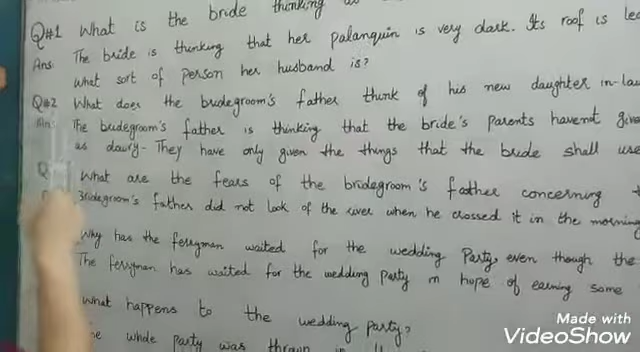 Q#1 What is the bride thinking
Ans. The bride is thinking that her palanquin is very dark. Its roof is
what sort of person her husband is?
Q#2 What does the brudegroom's father think of his new daughter in-la
Ans: The brudegroom's father is thinking that the bride's parents havent
us dawry- They have only given the things that the bride shall use
Q What are the fears of the bridegroom's father concerning
Bridegroom's father did not look of the river when he crossed it in the morning
Why has the ferryman waited for the wedding Party, even though the
The ferryman has waited for the wedding party in hope of earning some
What happens to the wedding party?
whole party was thrown
Made with
VideoShow